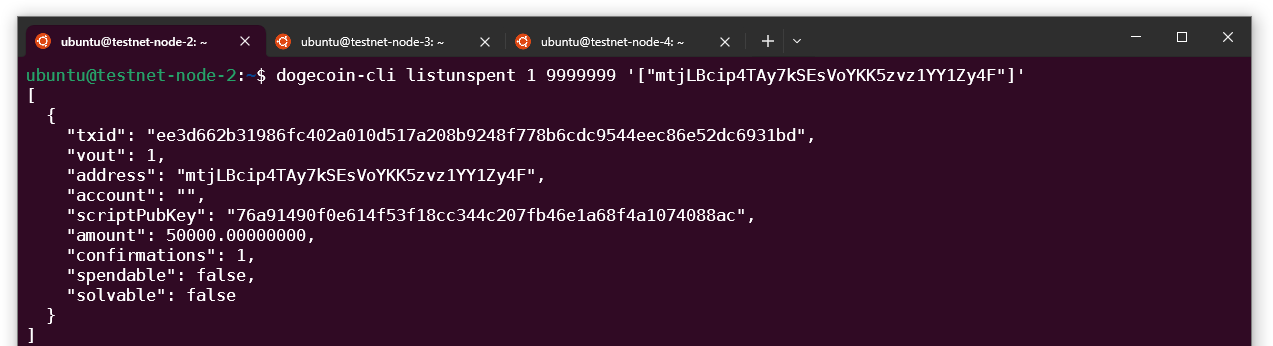 ubuntu@testnet-node-2: ~
ubuntu@testnet-node-3: ~
ubuntu@testnet-node-4: ~
ubuntu@testnet-node-2:~$ dogecoin-cli listunspent 1 9999999 '["mtjLBcip4TAy7kSEsVoYKK5zvz1YY1Zy4F"]'
[
  {
    "txid": "ee3d662b31986fc402a010d517a208b9248f778b6cdc9544eec86e52dc6931bd",
    "vout": 1,
    "address": "mtjLBcip4TAy7kSEsVoYKK5zvz1YY1Zy4F",
    "account": "",
    "scriptPubKey": "76a91490f0e614f53f18cc344c207fb46e1a68f4a1074088ac",
    "amount": 50000.00000000,
    "confirmations": 1,
    "spendable": false,
    "solvable": false
  }
]